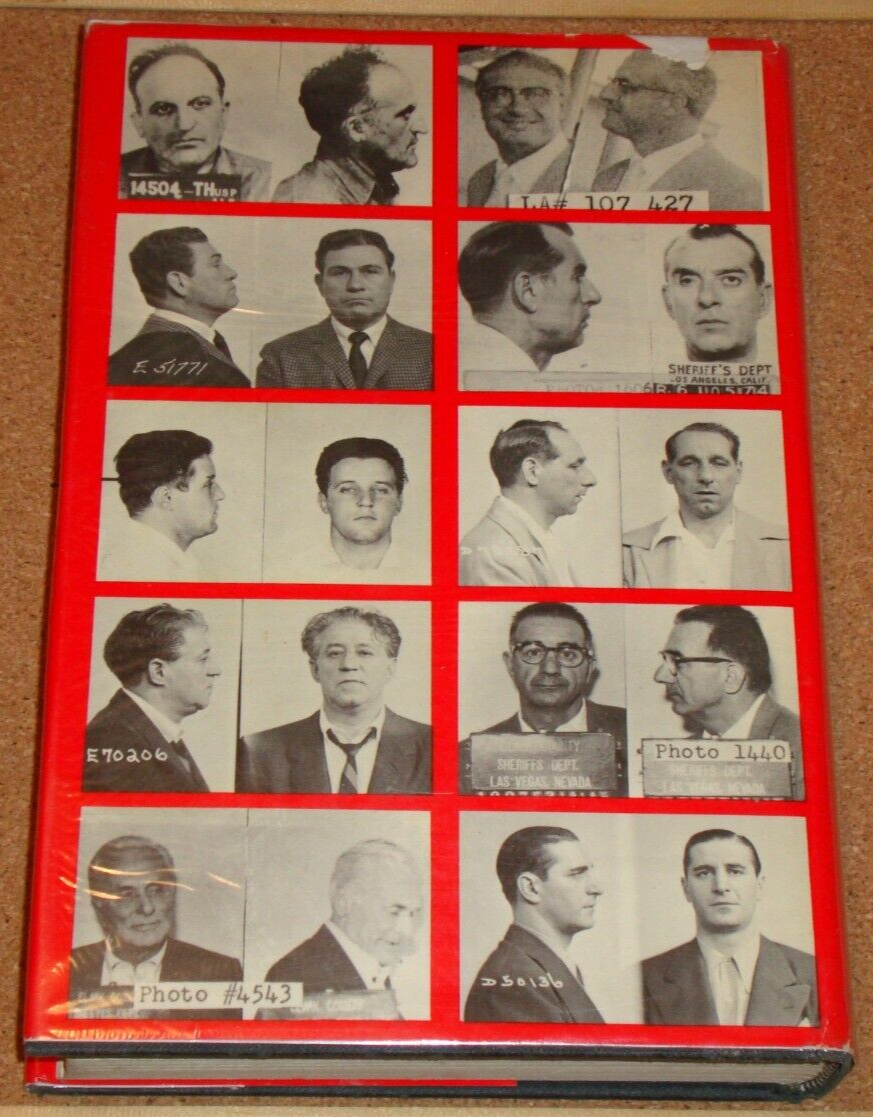 14504-TH USP
LA# 107 427
E 51771
SHERIFF'S DEPT
LOS ANGELES, CALIF.
E70206
SHERIFFS DEPT.
LAS VEGAS, NEVADA
Photo 1440
SHERIFFS DEPT.
LAS VEGAS, NEVADA
Photo #4543
D50136